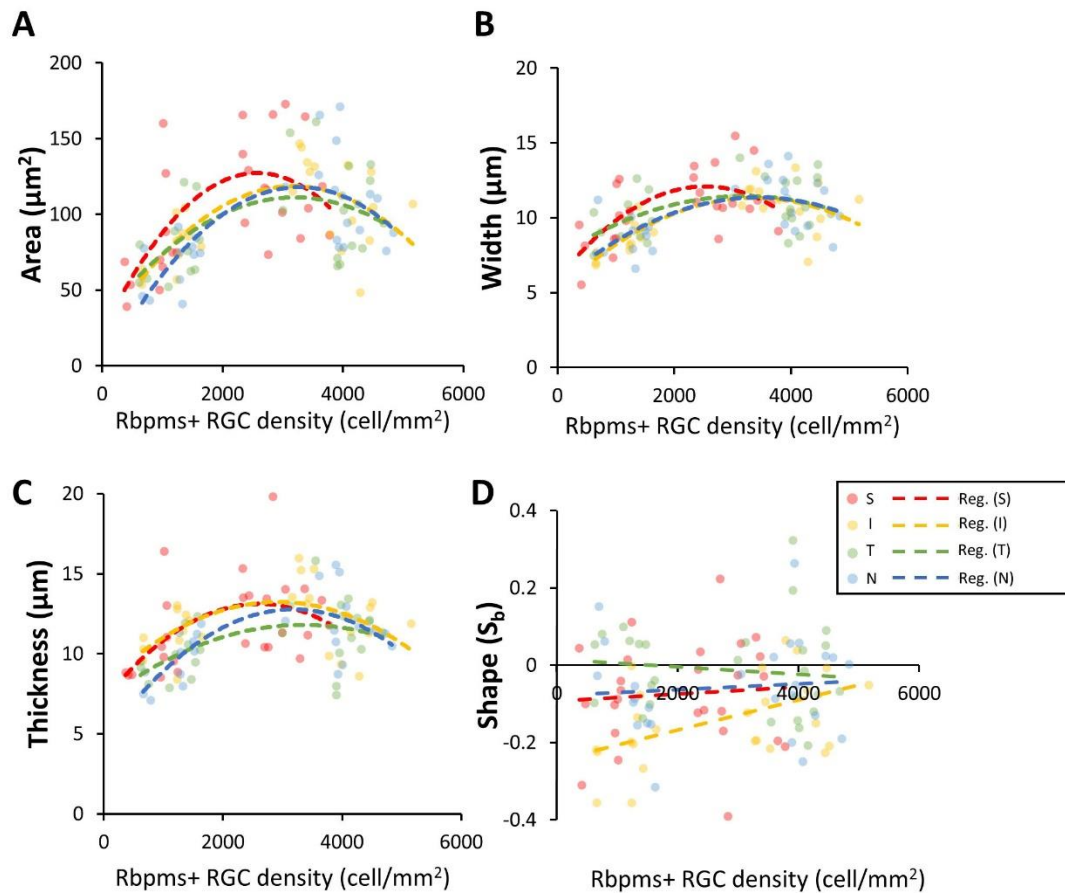 A
Area (μm²)
200
150
100
50
0
0 2000 4000 6000
Rbpms+ RGC density (cell/mm²)
B
Width (μm)
20
15
10
5
0
0 2000 4000 6000
Rbpms+ RGC density (cell/mm²)
C
Thickness (μm)
20
15
10
5
0
0 2000 4000 6000
Rbpms+ RGC density (cell/mm²)
D
S Reg. (S)
I Reg. (I)
T Reg. (T)
N Reg. (N)
Shape (S_b)
0.4
0.2
0
-0.2
-0.4
0 2000 4000 6000
Rbpms+ RGC density (cell/mm²)